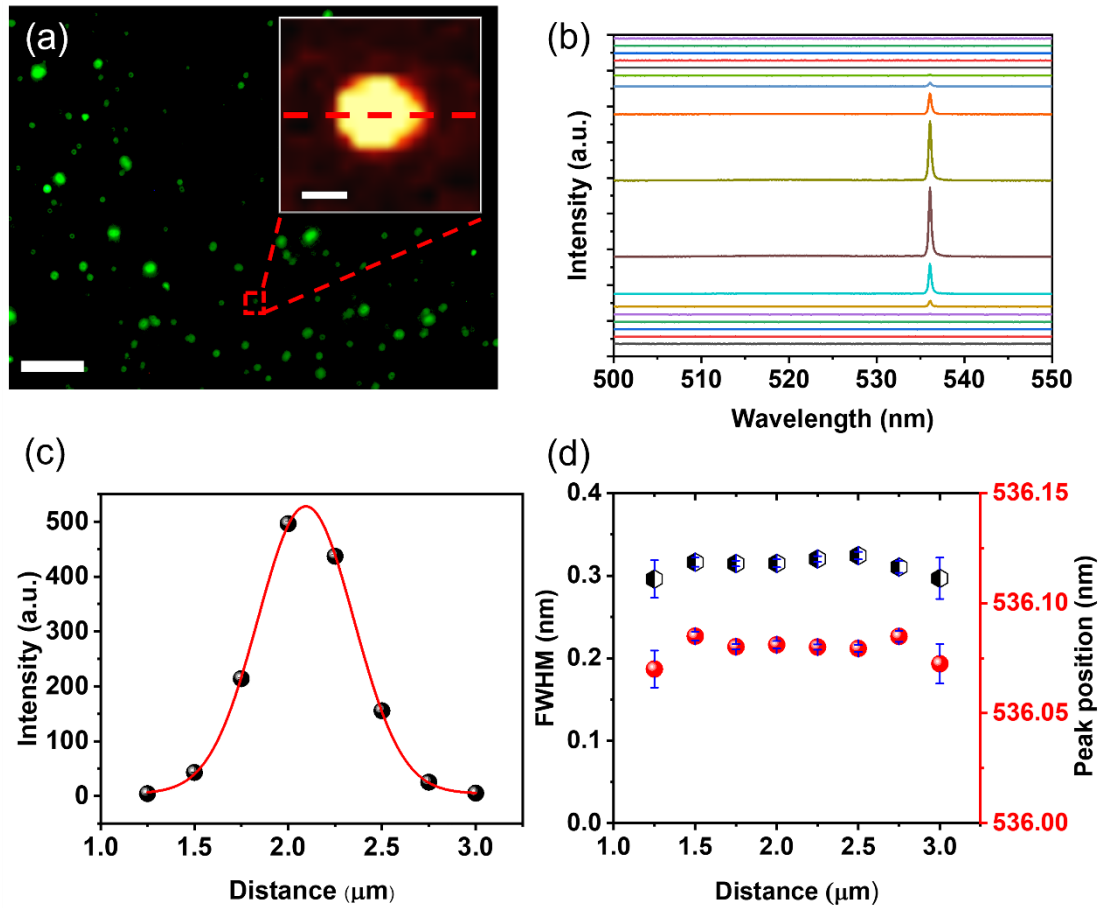 (a)
(b)
Intensity (a.u.)
500 510 520 530 540 550
Wavelength (nm)
(c)
Intensity (a.u.)
500
400
300
200
100
0
1.0 1.5 2.0 2.5 3.0
Distance (μm)
(d)
FWHM (nm)
0.4
0.3
0.2
0.1
0.0
536.15
536.10
536.05
536.00
Peak position (nm)
1.0 1.5 2.0 2.5 3.0
Distance (μm)